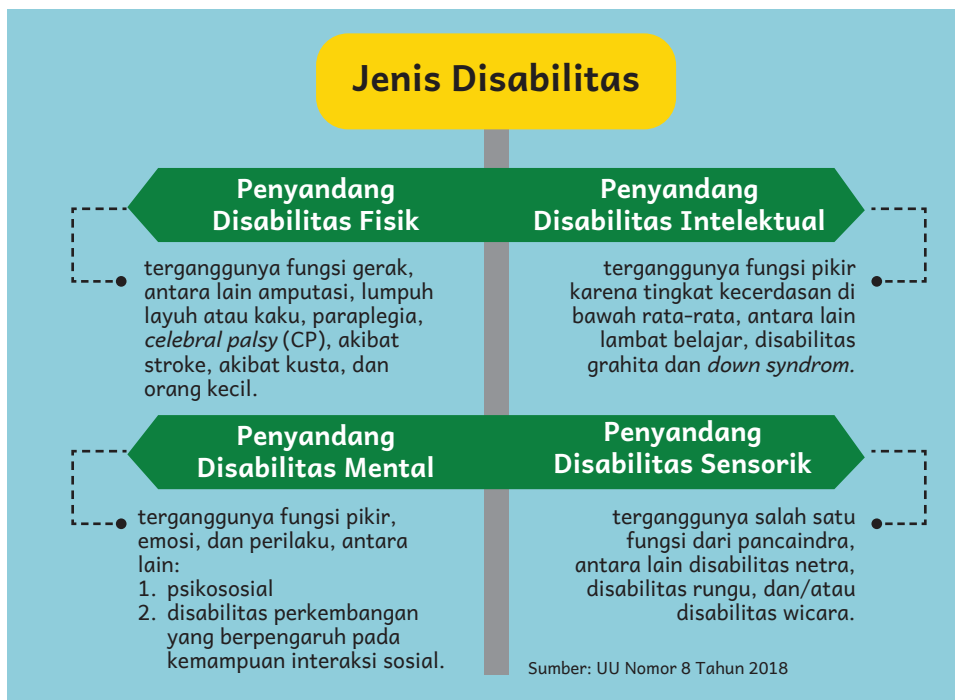 Jenis Disabilitas
Penyandang
Disabilitas Fisik
terganggunya fungsi gerak,
antara lain amputasi, lumpuh
layuh atau kaku, paraplegia,
celebral palsy (CP), akibat
stroke, akibat kusta, dan
orang kecil.
Penyandang
Disabilitas Intelektual
terganggunya fungsi pikir
karena tingkat kecerdasan di
bawah rata-rata, antara lain
lambat belajar, disabilitas
grahita dan down syndrom.
Penyandang
Disabilitas Mental
terganggunya fungsi pikir,
emosi, dan perilaku, antara
lain:
1. psikososial
2. disabilitas perkembangan
yang berpengaruh pada
kemampuan interaksi sosial.
Penyandang
Disabilitas Sensorik
terganggunya salah satu
fungsi dari pancaindra,
antara lain disabilitas netra,
disabilitas rungu, dan/atau
disabilitas wicara.
Sumber: UU Nomor 8 Tahun 2018